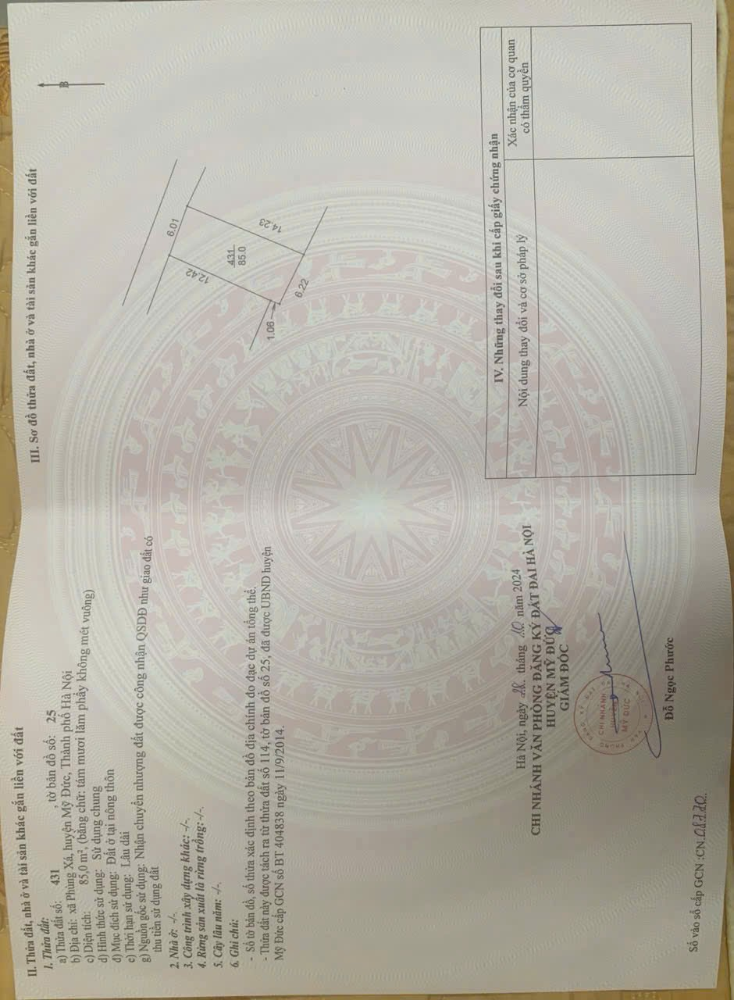 II. Thửa đất, nhà ở và tài sản khác gắn liền với đất
1. Thửa đất:
a) Thửa đất số: 431 , tờ bản đồ số: 25
b) Địa chỉ: xã Phùng Xá, huyện Mỹ Đức, Thành phố Hà Nội
c) Diện tích: 85,0 m², (bằng chữ: tám mươi lăm phẩy không mét vuông)
d) Hình thức sử dụng: Sử dụng chung
đ) Mục đích sử dụng: Đất ở tại nông thôn
e) Thời hạn sử dụng: Lâu dài
g) Nguồn gốc sử dụng: Nhận chuyển nhượng đất được công nhận QSDĐ như giao đất có
thu tiền sử dụng đất
2. Nhà ở: -/-.
3. Công trình xây dựng khác: -/-.
4. Rừng sản xuất là rừng trồng: -/-.
5. Cây lâu năm: -/-.
6. Ghi chú:
- Số tờ bản đồ, số thửa xác định theo bản đồ địa chính đo đạc dự án tổng thể.
- Thửa đất này được tách ra từ thửa đất số 114, tờ bản đồ số 25, đã được UBND huyện
Mỹ Đức cấp GCN số BT 404838 ngày 11/9/2014.
Hà Nội, ngày 28 tháng 10 năm 2024
CHI NHÁNH VĂN PHÒNG ĐĂNG KÝ ĐẤT ĐAI HÀ NỘI
HUYỆN MỸ ĐỨC
GIÁM ĐỐC
CHI NHÁNH
HUYỆN
MỸ ĐỨC
Đỗ Ngọc Phước
Số vào sổ cấp GCN :CN
III. Sơ đồ thửa đất, nhà ở và tài sản khác gắn liền với đất
B
6.01
12.42
431
85.0
14.23
1.06
6.22
IV. Những thay đổi sau khi cấp giấy chứng nhận
Nội dung thay đổi và cơ sở pháp lý
Xác nhận của cơ quan
có thẩm quyền